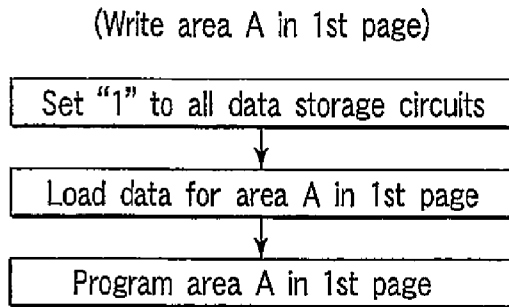 (Write area A in 1st page)
Set “1” to all data storage circuits
Load data for area A in 1st page
Program area A in 1st page